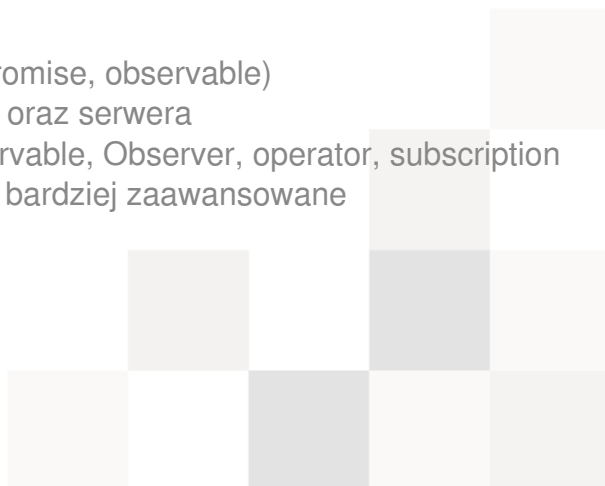 romise, observable)
oraz serwera
rvable, Observer, operator, subscription
bardziej zaawansowane